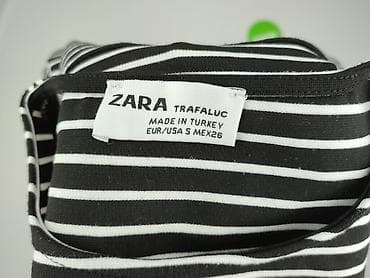 ZARA TRAFALUC
MADE IN TURKEY
EUR/USA S MEX26